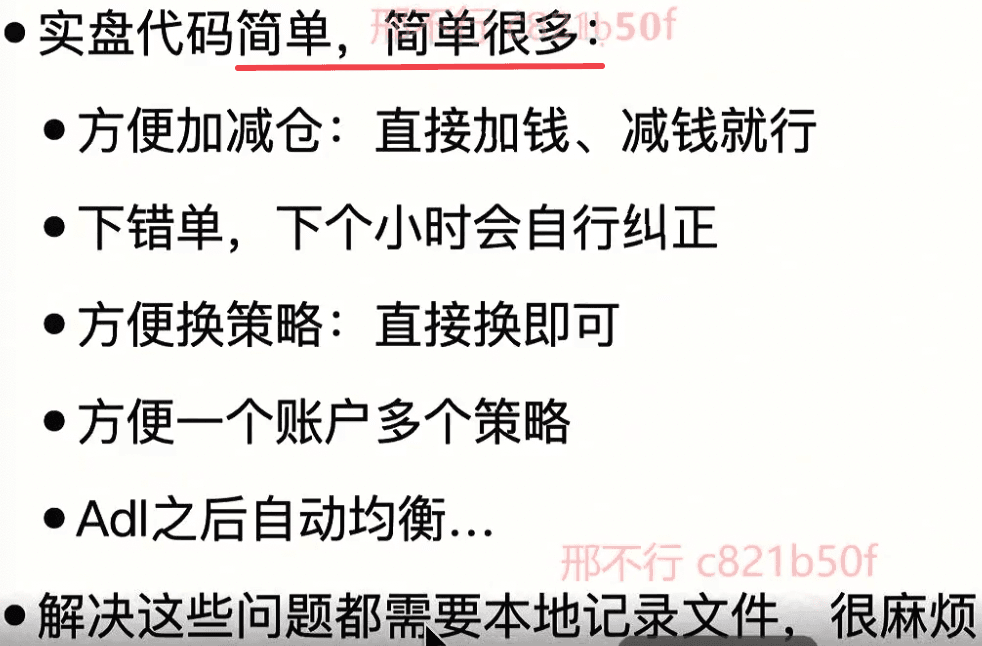 • 实盘代码简单，简单很多：
邢不行 c821b50f
• 方便加减仓：直接加钱、减钱就行
• 下错单，下个小时会自行纠正
• 方便换策略：直接换即可
• 方便一个账户多个策略
• Adl之后自动均衡…
邢不行 c821b50f
• 解决这些问题都需要本地记录文件，很麻烦